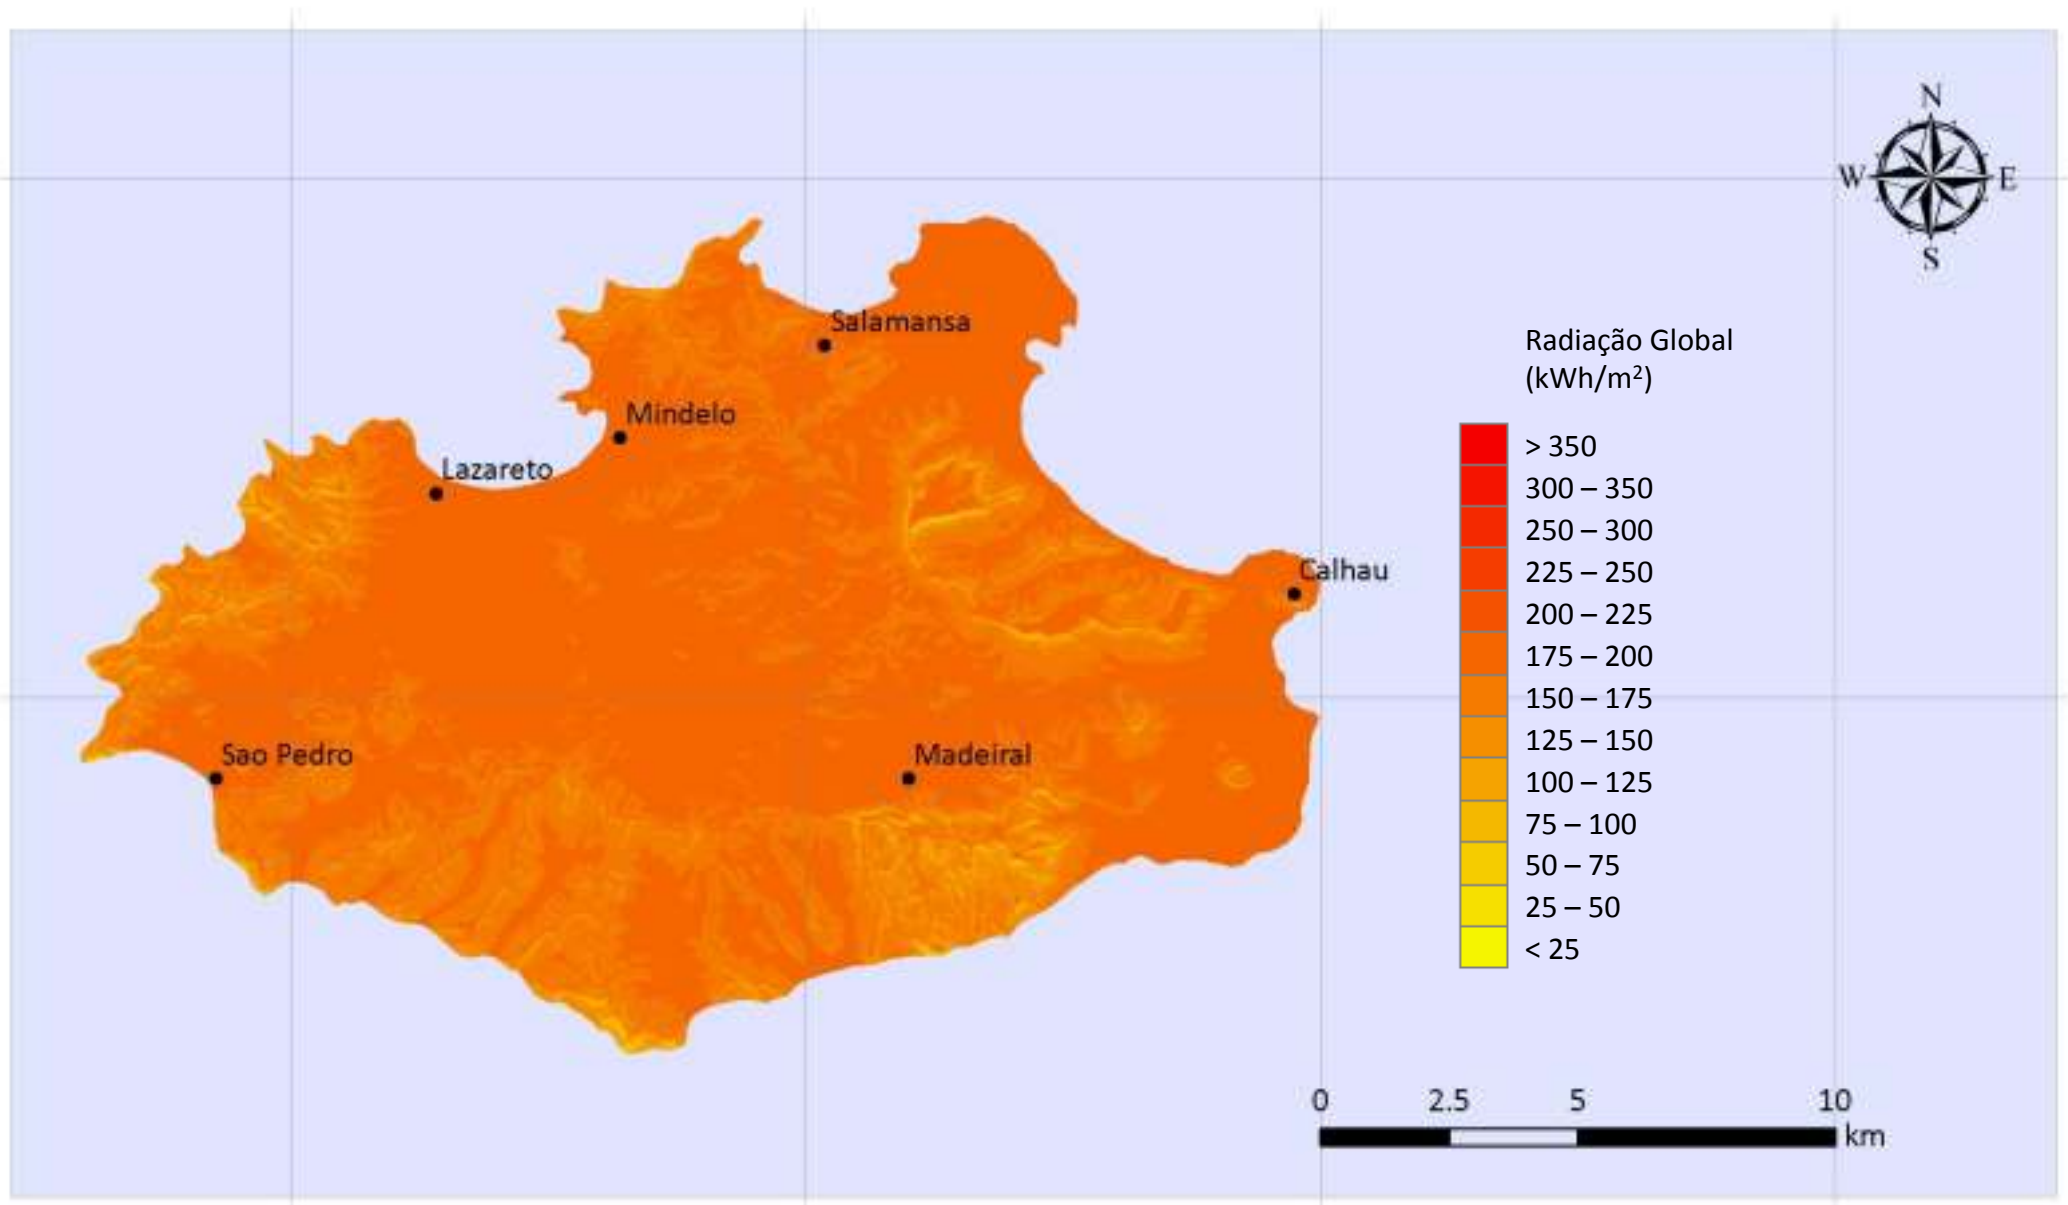 N
W E
S
Salamansa
Mindelo
Lazareto
Calhau
Sao Pedro
Madeiral
Radiação Global
(kWh/m²)
> 350
300 – 350
250 – 300
225 – 250
200 – 225
175 – 200
150 – 175
125 – 150
100 – 125
75 – 100
50 – 75
25 – 50
< 25
0 2.5 5 10
km